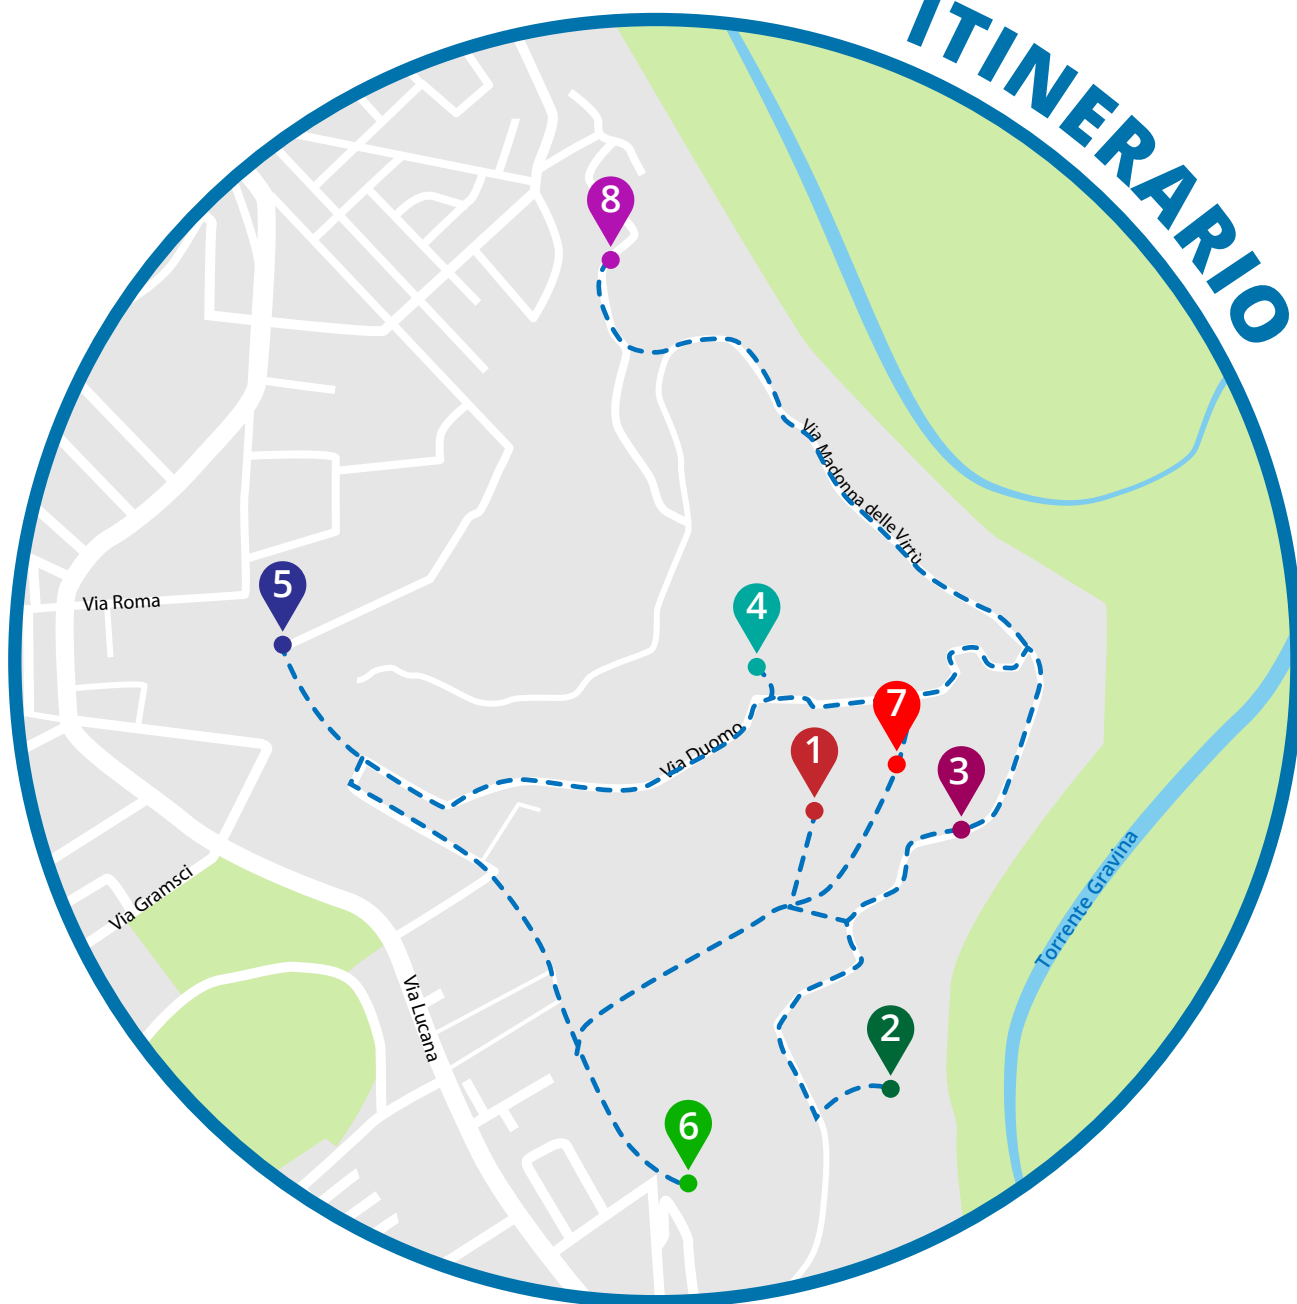 ITINERARIO
8
Via Madonna delle Virtù
5
Via Roma
4
7
Via Duomo
1
3
Via Gramsci
Torrente Gravina
Via Lucana
2
6